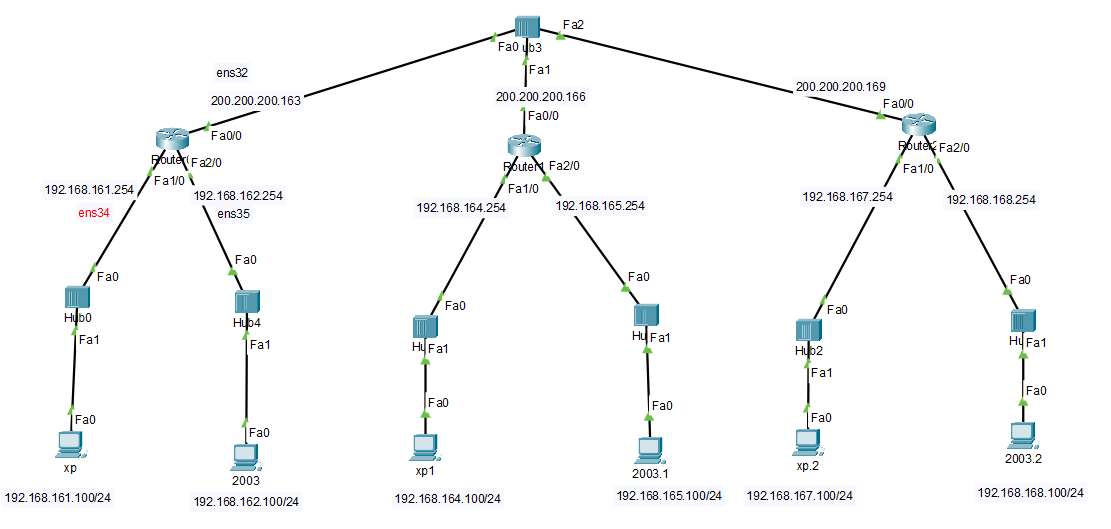 Fa2
Fa0
ub3
Fa1
ens32
200.200.200.163
200.200.200.166
200.200.200.169
Fa0/0
Fa0/0
Fa0/0
Router0
Fa2/0
Fa1/0
Router1
Fa2/0
Fa1/0
Router2
Fa2/0
Fa1/0
192.168.161.254
192.168.162.254
ens34
ens35
192.168.164.254
192.168.165.254
192.168.167.254
192.168.168.254
Fa0
Hub0
Fa1
Fa0
Hub4
Fa1
Fa0
Hu
Fa1
Fa0
Hu
Fa1
Fa0
Hub2
Fa1
Fa0
Hu
Fa1
Fa0
xp
Fa0
2003
Fa0
xp1
Fa0
2003.1
Fa0
xp.2
Fa0
2003.2
192.168.161.100/24
192.168.162.100/24
192.168.164.100/24
192.168.165.100/24
192.168.167.100/24
192.168.168.100/24